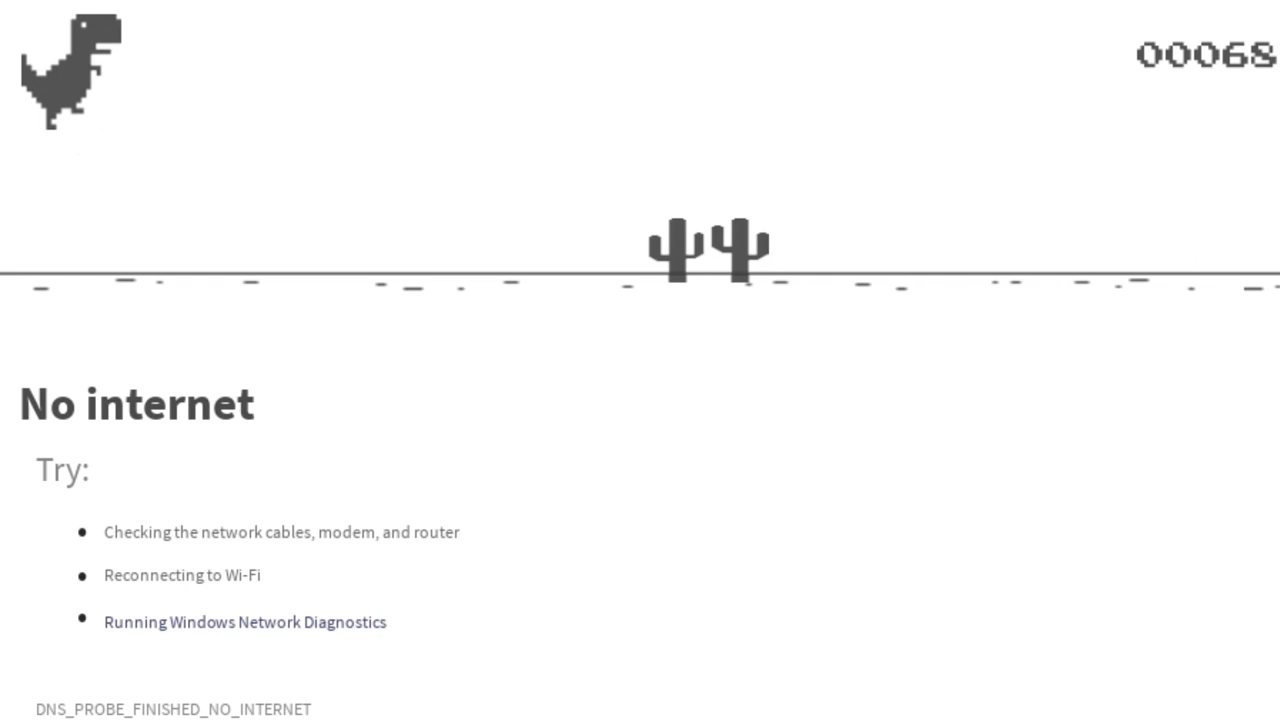 00068
No internet
Try:
Checking the network cables, modem, and router
Reconnecting to Wi-Fi
Running Windows Network Diagnostics
DNS_PROBE_FINISHED_NO_INTERNET